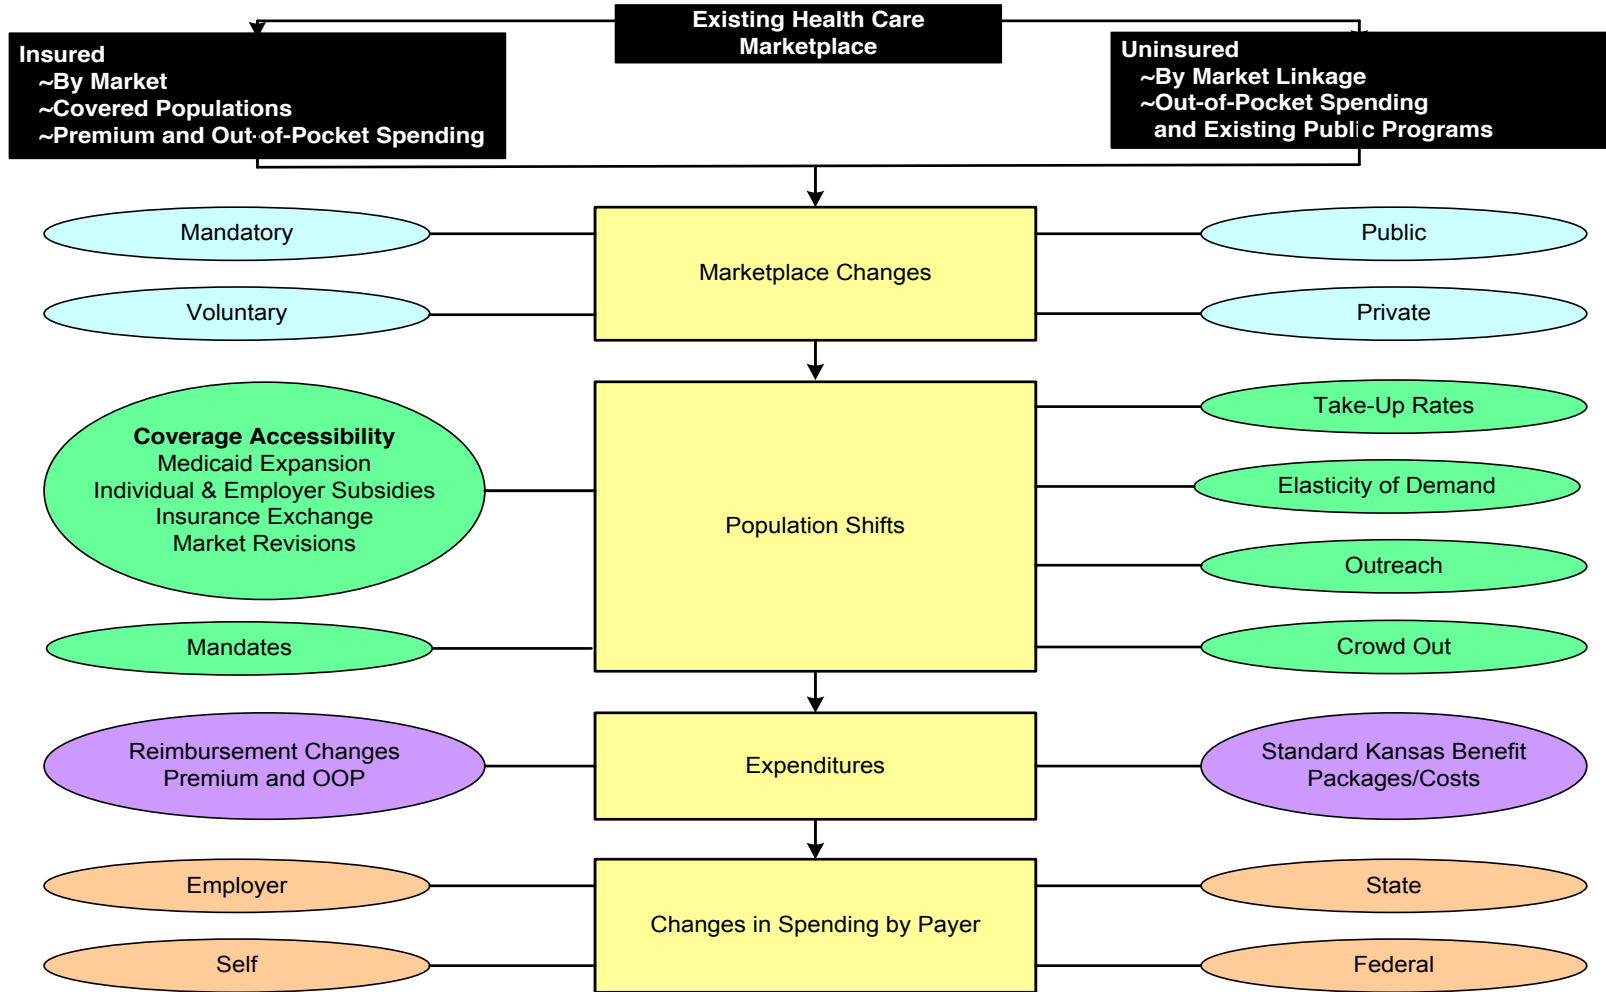 Existing Health Care
Marketplace
Insured
~By Market
~Covered Populations
~Premium and Out-of-Pocket Spending
Uninsured
~By Market Linkage
~Out-of-Pocket Spending
and Existing Public Programs
Mandatory
Voluntary
Marketplace Changes
Public
Private
Coverage Accessibility
Medicaid Expansion
Individual & Employer Subsidies
Insurance Exchange
Market Revisions
Mandates
Population Shifts
Take-Up Rates
Elasticity of Demand
Outreach
Crowd Out
Reimbursement Changes
Premium and OOP
Expenditures
Standard Kansas Benefit
Packages/Costs
Employer
Self
Changes in Spending by Payer
State
Federal